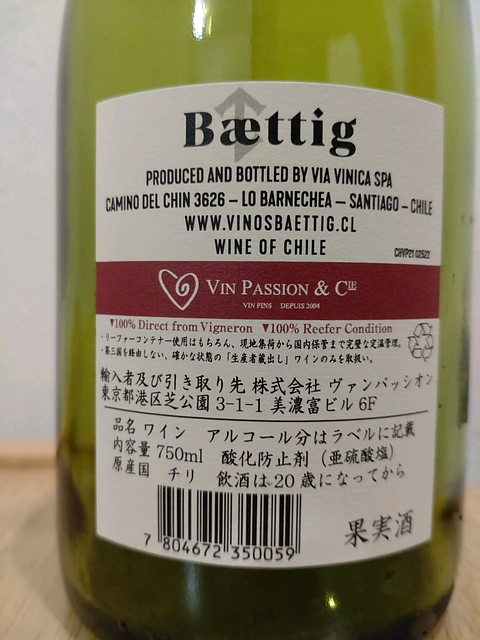 Bættig
PRODUCED AND BOTTLED BY VIA VINICA SPA
CAMINO DEL CHIN 3626 – LO BARNECHEA – SANTIAGO – CHILE
WWW.VINOSBAETTIG.CL
WINE OF CHILE
CHVP21 02522
VIN PASSION & CIE
VIN FINS DEPUIS 2004
▼100% Direct from Vigneron ▼100% Reefer Condition
・リーファーコンテナー使用はもちろん、現地集荷から国内保管まで完璧な定温管理。
・第三国を経由しない、確かな状態の「生産者蔵出し」ワインのみを取扱い。
輸入者及び引き取り先 株式会社 ヴァンパッシオン
東京都港区芝公園 3-1-1 美濃富ビル 6F
品名 ワイン アルコール分はラベルに記載
内容量 750ml 酸化防止剤（亜硫酸塩）
原産国 チリ 飲酒は20歳になってから
果実酒
7 804672 350059